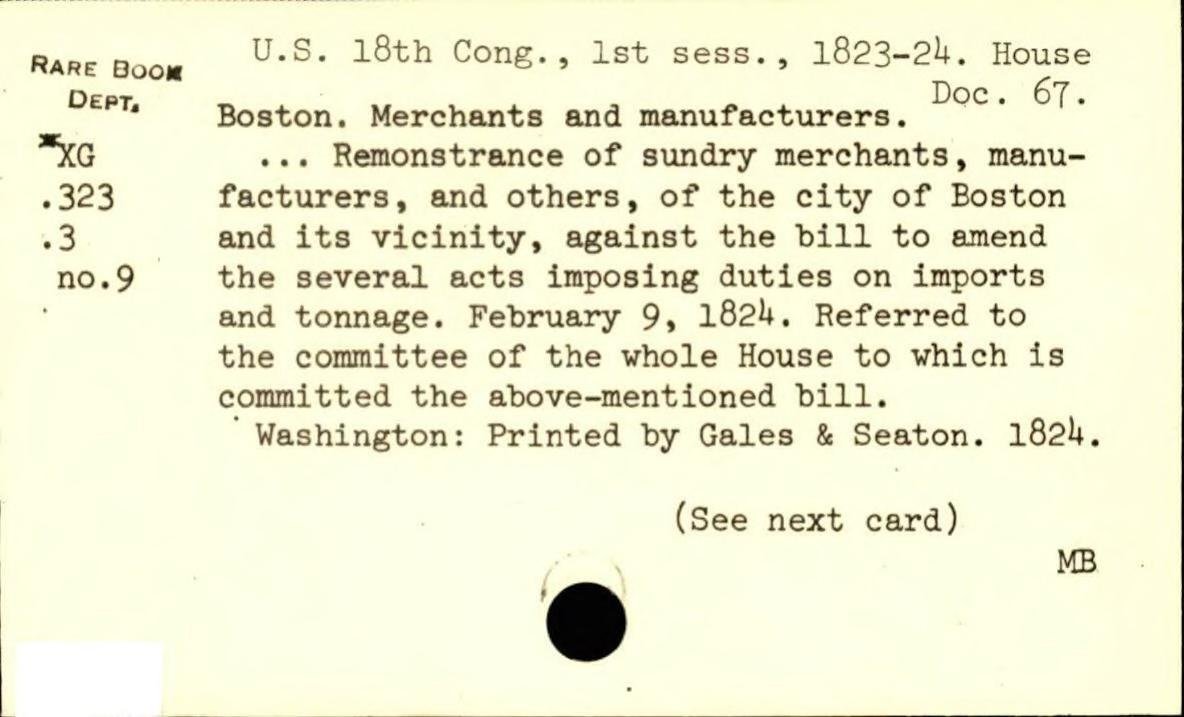 U.S. 18th Cong., 1st sess., 1823-24. House
Doc. 67.
RARE BOOK
DEPT.
Boston. Merchants and manufacturers.
*XG
.323
.3
no.9
... Remonstrance of sundry merchants, manu-
facturers, and others, of the city of Boston
and its vicinity, against the bill to amend
the several acts imposing duties on imports
and tonnage. February 9, 1824. Referred to
the committee of the whole House to which is
committed the above-mentioned bill.
Washington: Printed by Gales & Seaton. 1824.
(See next card)
MB